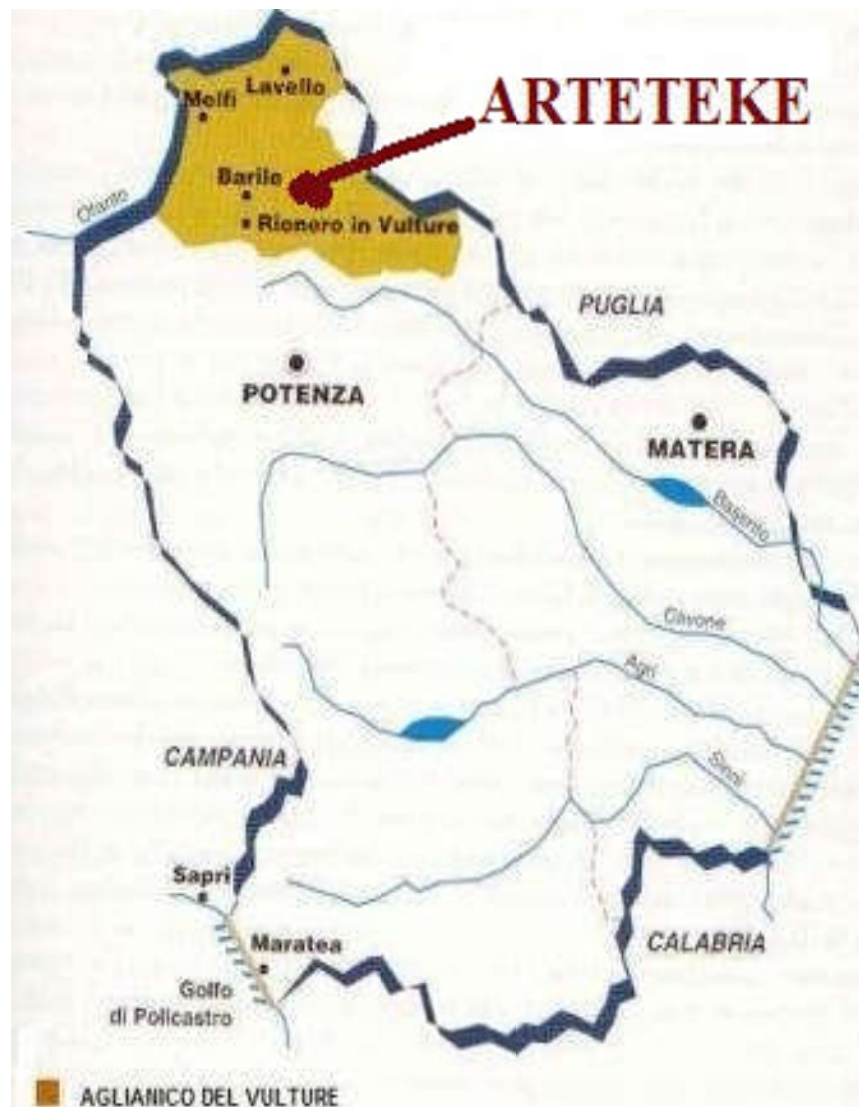 ARTETEKE
Lavello
Melfi
Barile
Ofanto
Rionero in Vulture
PUGLIA
POTENZA
MATERA
Basento
Cavone
Agri
CAMPANIA
Sinni
Sapri
Maratea
CALABRIA
Golfo
di Policastro
AGLIANICO DEL VULTURE